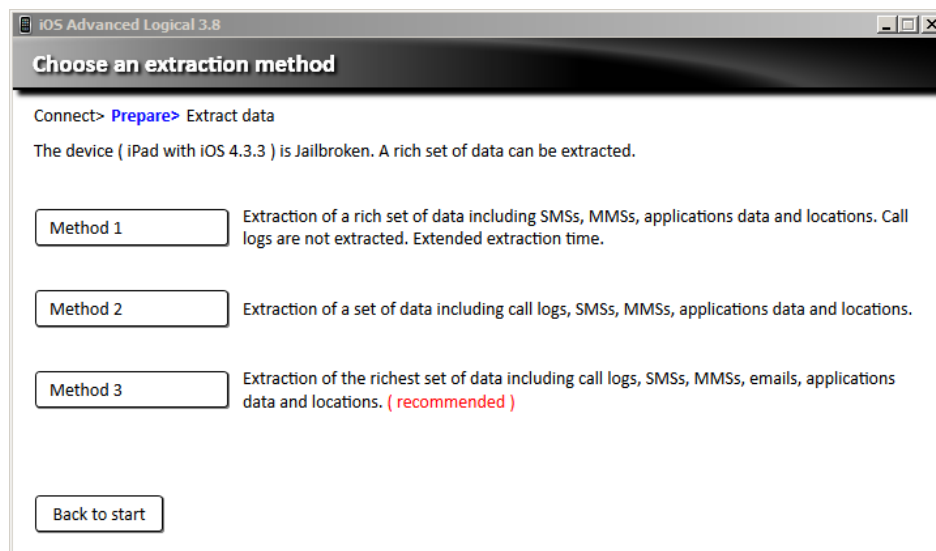 iOS Advanced Logical 3.8
Choose an extraction method
Connect> Prepare> Extract data
The device ( iPad with iOS 4.3.3 ) is Jailbroken. A rich set of data can be extracted.
Method 1
Extraction of a rich set of data including SMSs, MMSs, applications data and locations. Call
logs are not extracted. Extended extraction time.
Method 2
Extraction of a set of data including call logs, SMSs, MMSs, applications data and locations.
Method 3
Extraction of the richest set of data including call logs, SMSs, MMSs, emails, applications
data and locations. ( recommended )
Back to start